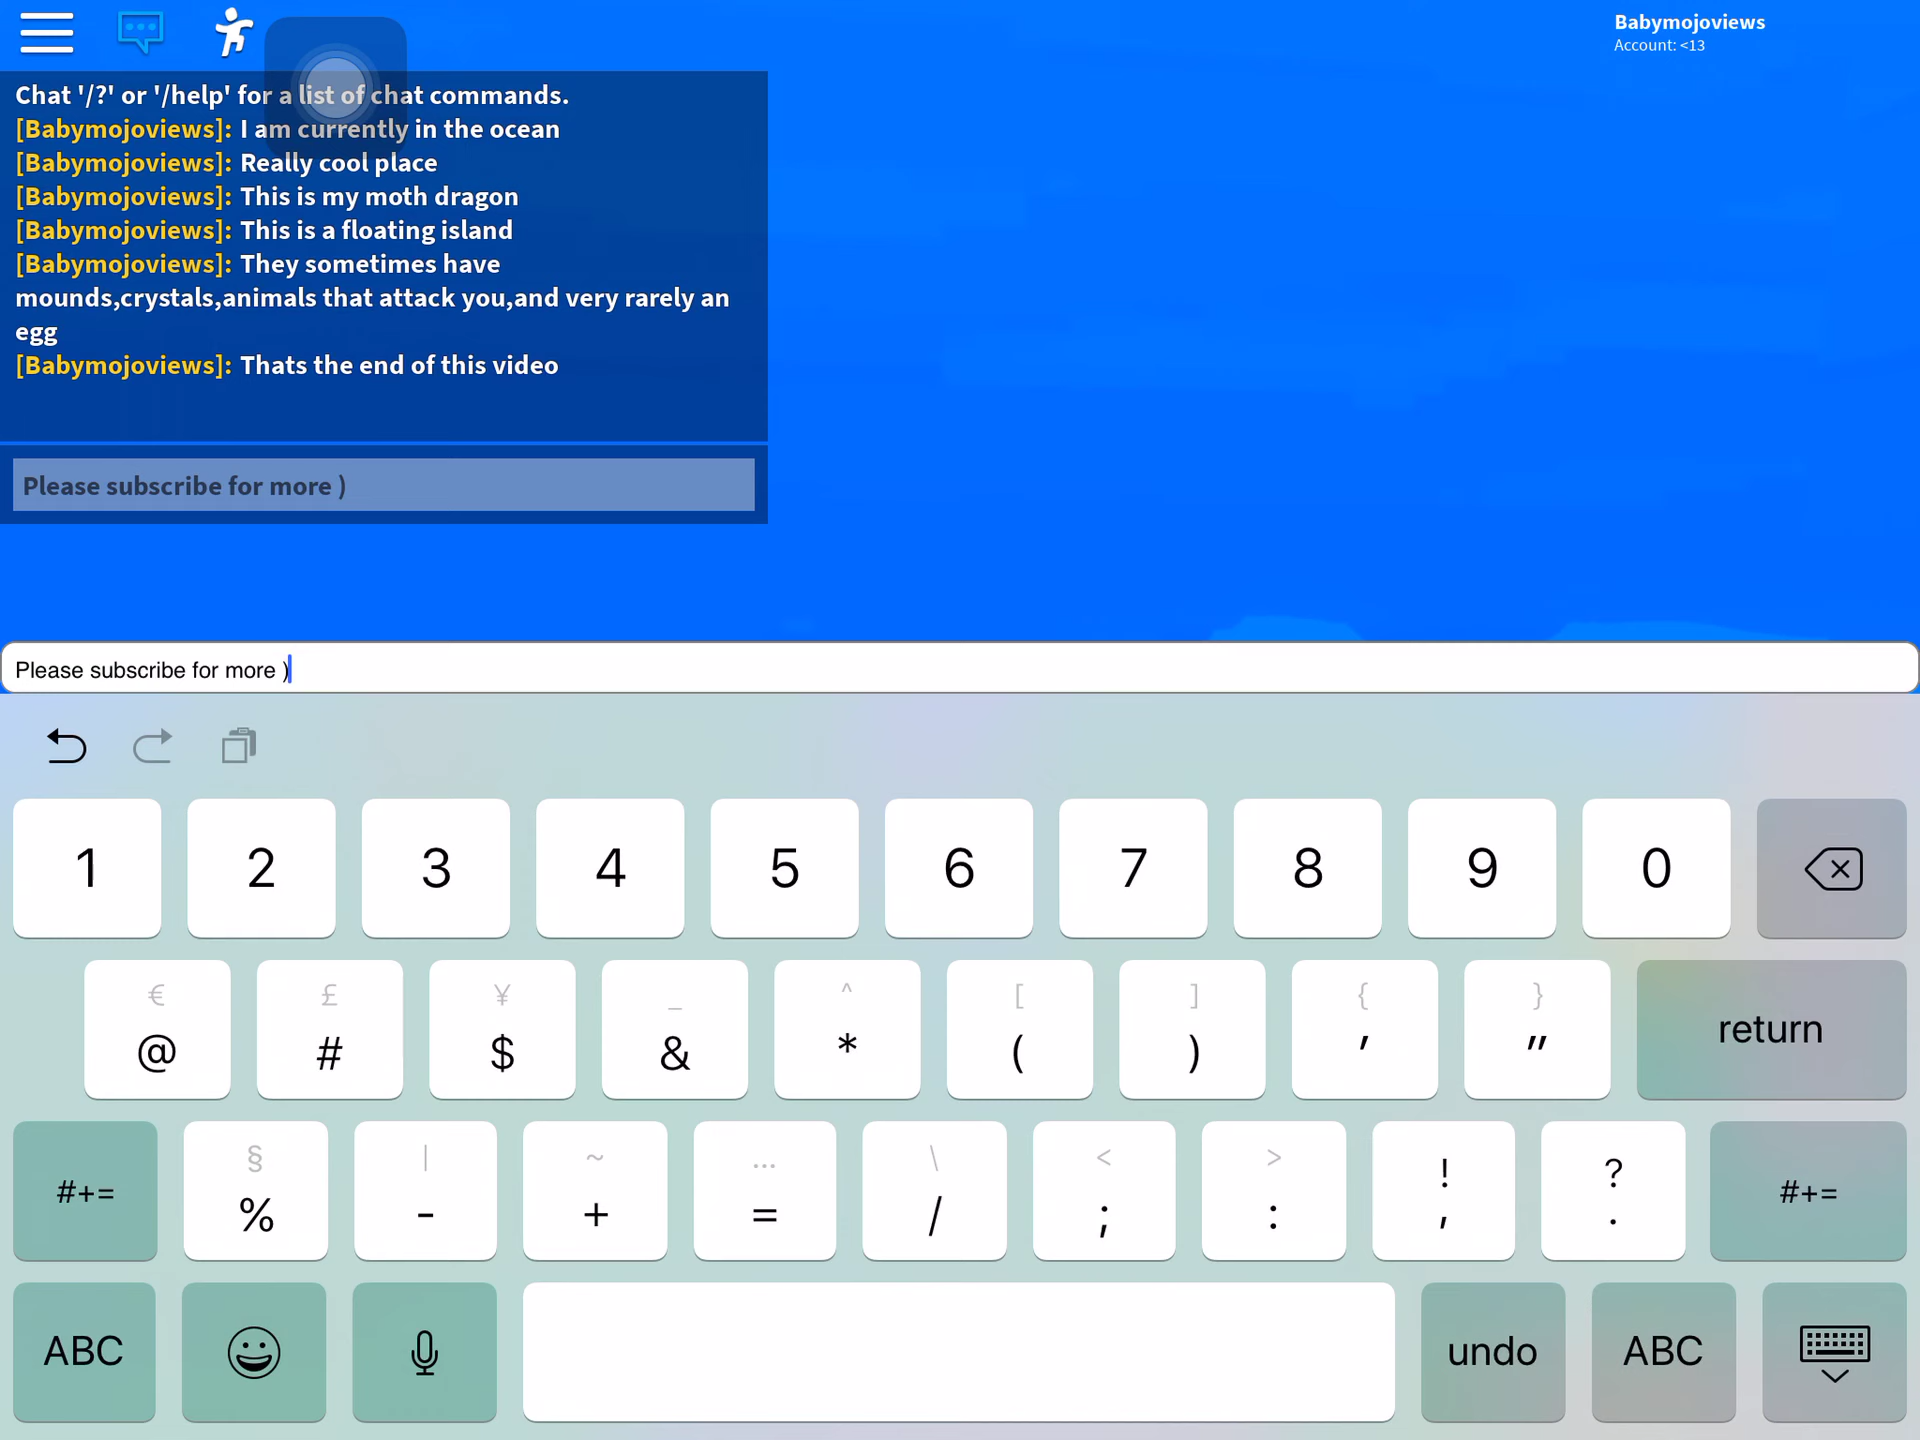 Babymojoviews
Account: <13
Chat '/?' or '/help' for a list of chat commands.
[Babymojoviews]: I am currently in the ocean
[Babymojoviews]: Really cool place
[Babymojoviews]: This is my moth dragon
[Babymojoviews]: This is a floating island
[Babymojoviews]: They sometimes have
mounds,crystals,animals that attack you,and very rarely an
egg
[Babymojoviews]: Thats the end of this video
Please subscribe for more )
Please subscribe for more )
1 2 3 4 5 6 7 8 9 0
€ £ ¥ _ ^ [ ] { }
@ # $ & * ( ) ' " return
§ | ~ … \ < > ! ?
#+= % - + = / ; : , . #+=
ABC undo ABC